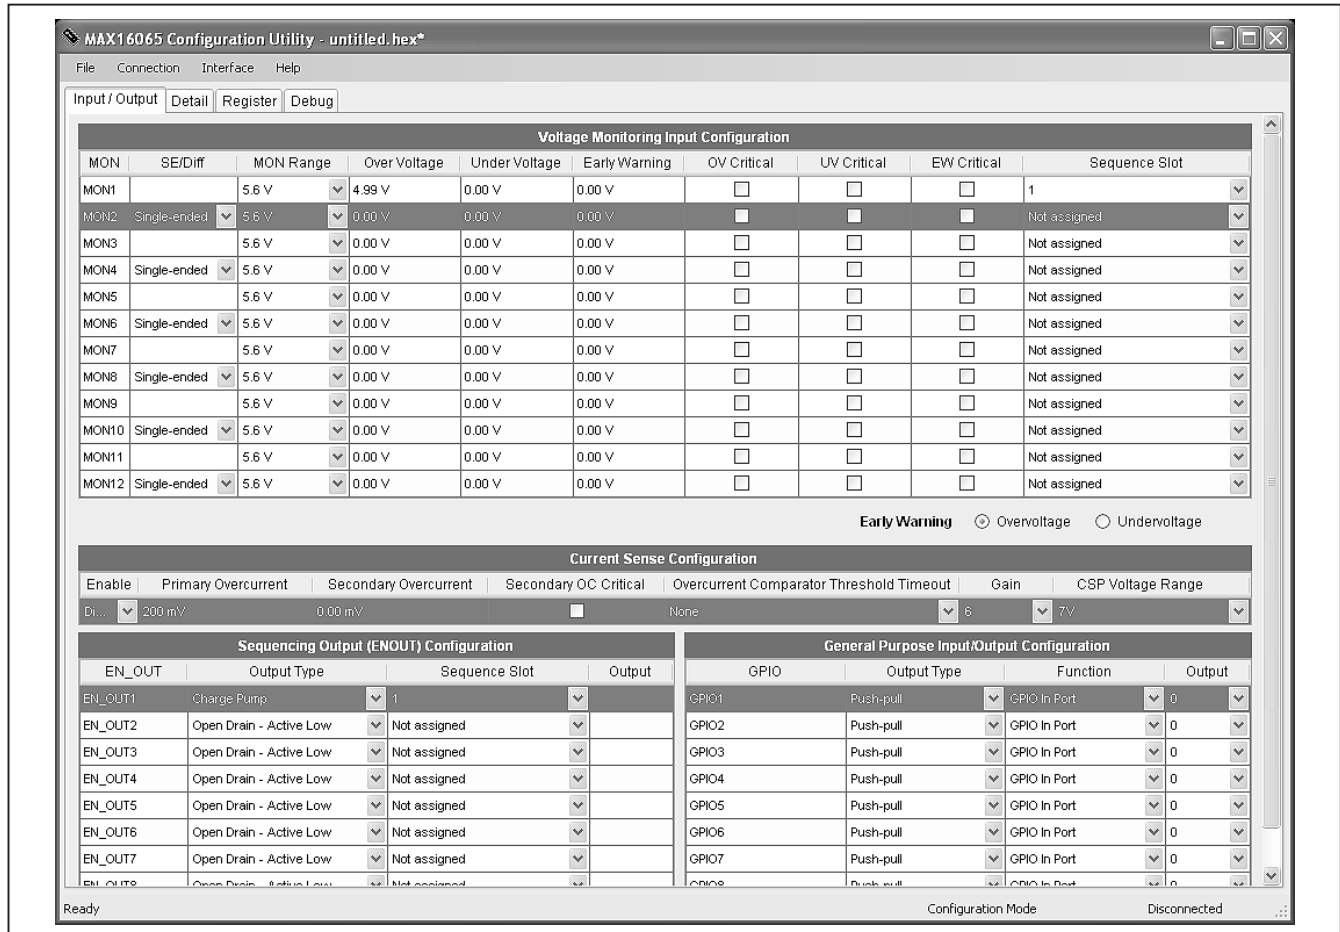 MAX16065 Configuration Utility - untitled.hex*
File Connection Interface Help
Input / Output Detail Register Debug
Voltage Monitoring Input Configuration
MON SE/Diff MON Range Over Voltage Under Voltage Early Warning OV Critical UV Critical EW Critical Sequence Slot
MON1 5.6 V 4.99 V 0.00 V 0.00 V 1
MON2 Single-ended 5.6 V 0.00 V 0.00 V 0.00 V Not assigned
MON3 5.6 V 0.00 V 0.00 V 0.00 V Not assigned
MON4 Single-ended 5.6 V 0.00 V 0.00 V 0.00 V Not assigned
MON5 5.6 V 0.00 V 0.00 V 0.00 V Not assigned
MON6 Single-ended 5.6 V 0.00 V 0.00 V 0.00 V Not assigned
MON7 5.6 V 0.00 V 0.00 V 0.00 V Not assigned
MON8 Single-ended 5.6 V 0.00 V 0.00 V 0.00 V Not assigned
MON9 5.6 V 0.00 V 0.00 V 0.00 V Not assigned
MON10 Single-ended 5.6 V 0.00 V 0.00 V 0.00 V Not assigned
MON11 5.6 V 0.00 V 0.00 V 0.00 V Not assigned
MON12 Single-ended 5.6 V 0.00 V 0.00 V 0.00 V Not assigned
Early Warning Overvoltage Undervoltage
Current Sense Configuration
Enable Primary Overcurrent Secondary Overcurrent Secondary OC Critical Overcurrent Comparator Threshold Timeout Gain CSP Voltage Range
Di... 200 mV 0.00 mV None 6 7V
Sequencing Output (ENOUT) Configuration
EN_OUT Output Type Sequence Slot Output
EN_OUT1 Charge Pump 1
EN_OUT2 Open Drain - Active Low Not assigned
EN_OUT3 Open Drain - Active Low Not assigned
EN_OUT4 Open Drain - Active Low Not assigned
EN_OUT5 Open Drain - Active Low Not assigned
EN_OUT6 Open Drain - Active Low Not assigned
EN_OUT7 Open Drain - Active Low Not assigned
EN_OUT8 Open Drain - Active Low Not assigned
General Purpose Input/Output Configuration
GPIO Output Type Function Output
GPIO1 Push-pull GPIO In Port 0
GPIO2 Push-pull GPIO In Port 0
GPIO3 Push-pull GPIO In Port 0
GPIO4 Push-pull GPIO In Port 0
GPIO5 Push-pull GPIO In Port 0
GPIO6 Push-pull GPIO In Port 0
GPIO7 Push-pull GPIO In Port 0
GPIO8 Push-pull GPIO In Port 0
Ready Configuration Mode Disconnected